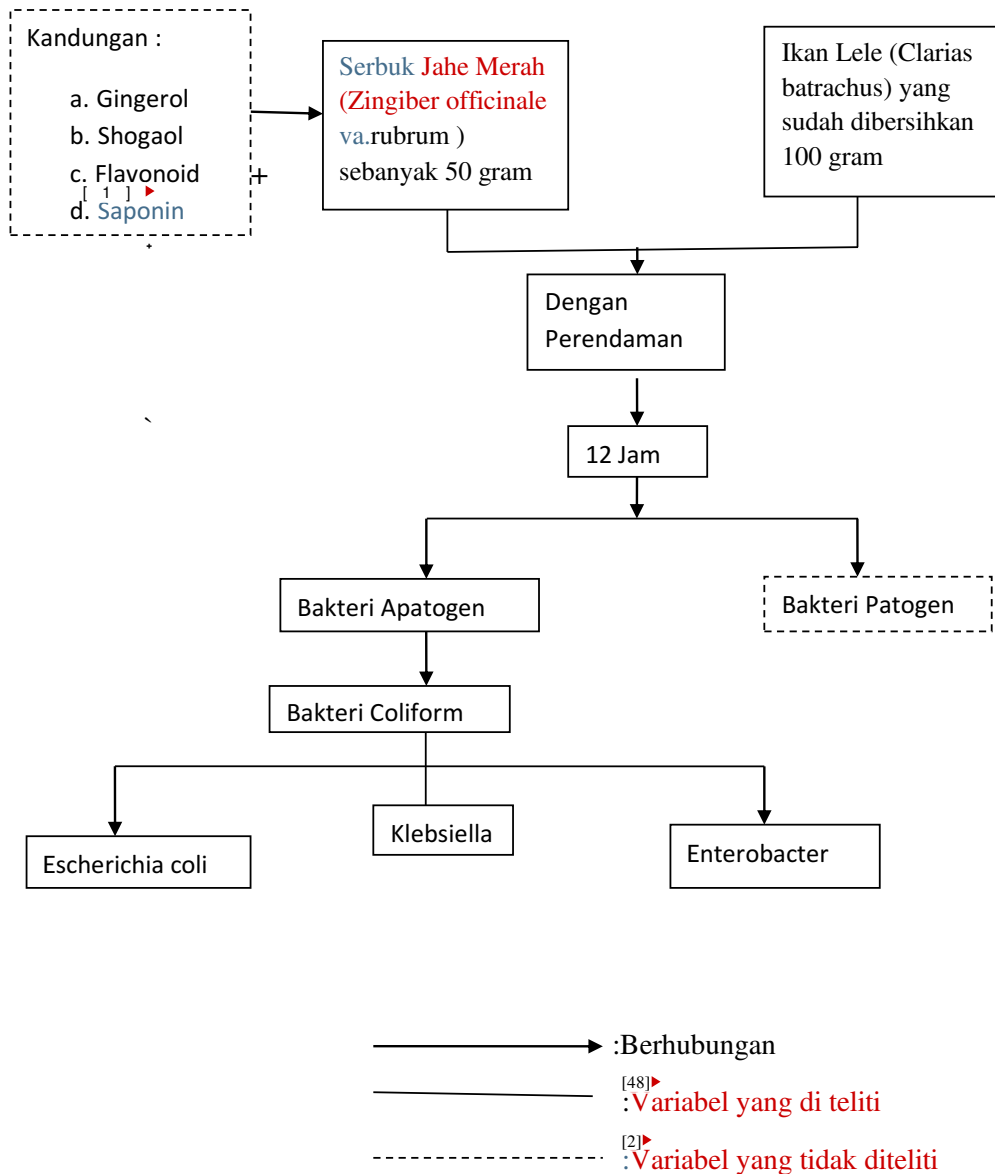 Kandungan :
a. Gingerol
b. Shogaol
c. Flavonoid
[ 1 ]
d. Saponin
+
Serbuk Jahe Merah
(Zingiber officinale
va.rubrum )
sebanyak 50 gram
Ikan Lele (Clarias
batrachus) yang
sudah dibersihkan
100 gram
Dengan
Perendaman
`
12 Jam
Bakteri Apatogen
Bakteri Patogen
Bakteri Coliform
Escherichia coli
Klebsiella
Enterobacter
:Berhubungan
[48]
:Variabel yang di teliti
[2]
:Variabel yang tidak diteliti